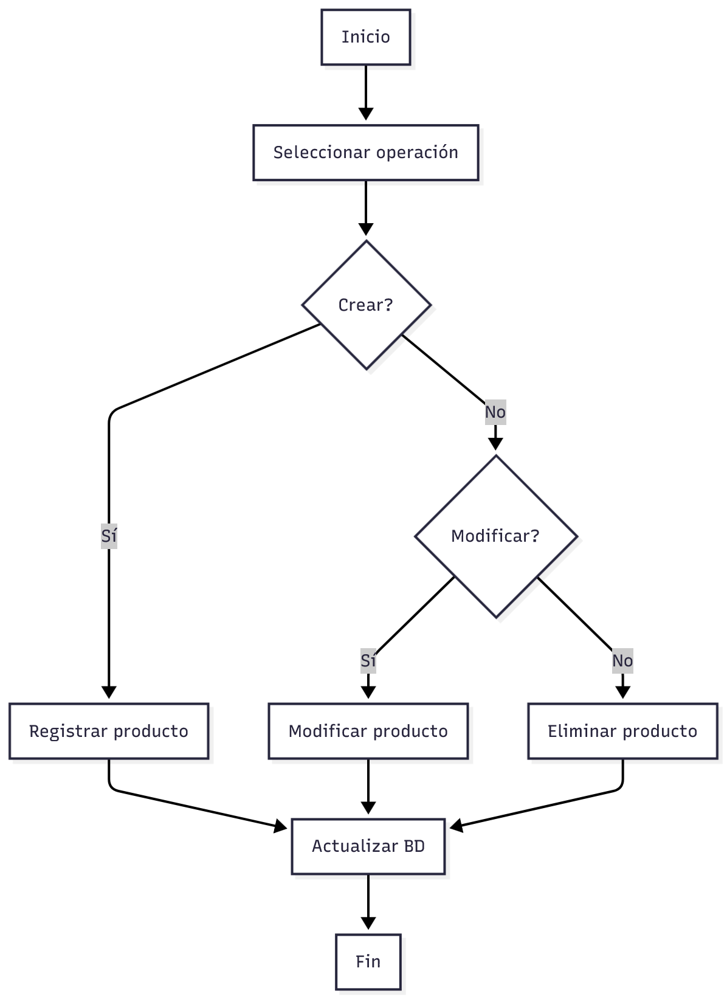 Inicio
Seleccionar operación
Crear?
No
Sí
Modificar?
Sí
No
Registrar producto
Modificar producto
Eliminar producto
Actualizar BD
Fin